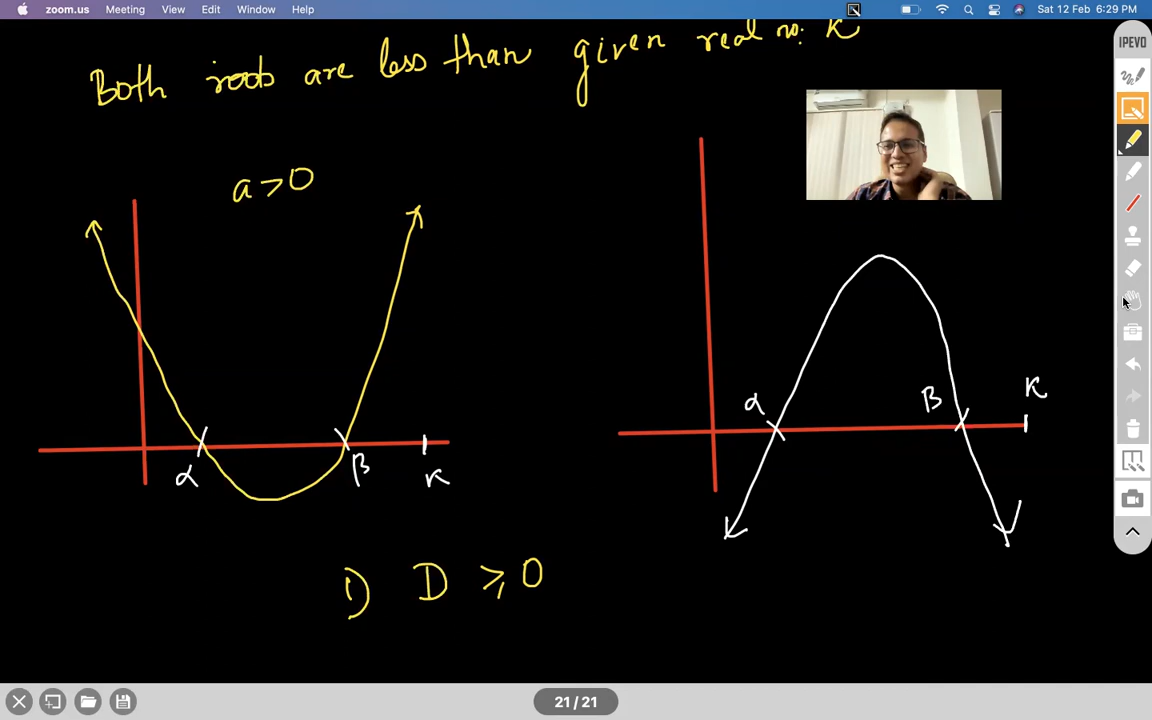 zoom.us Meeting View Edit Window Help Sat 12 Feb 6:29 PM
IPEVO
Both roots are less than given real no. K
a>0
α β K
α β K
1) D ⩾ 0
21 / 21